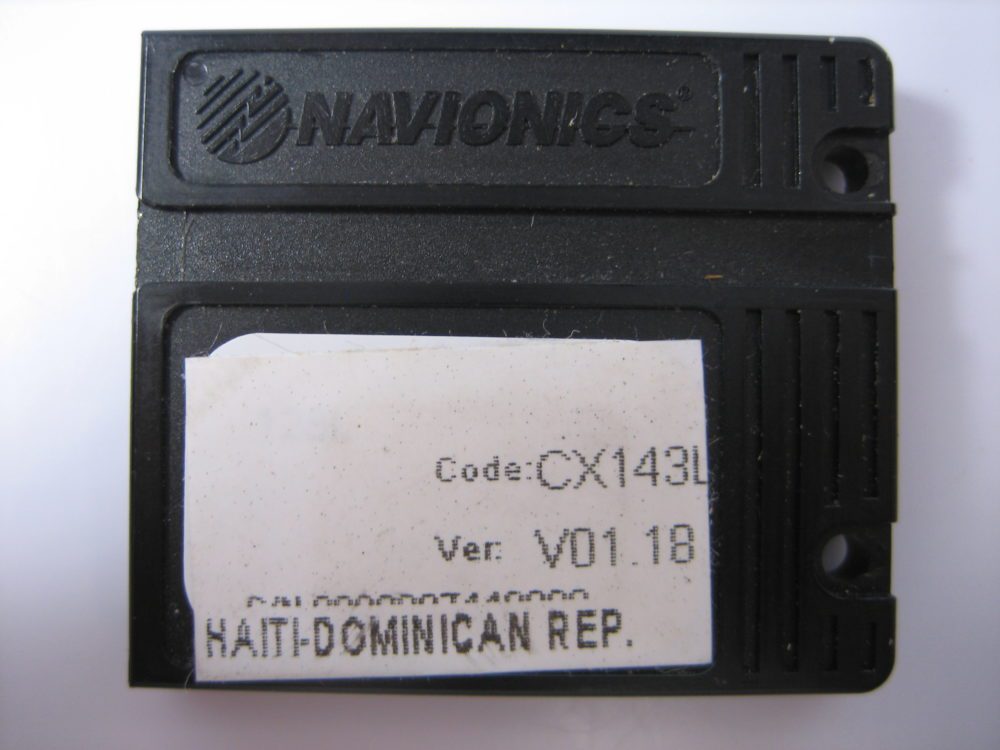 NAVIONICS®
Code:CX143L
Ver: V01.18
HAITI-DOMINICAN REP.